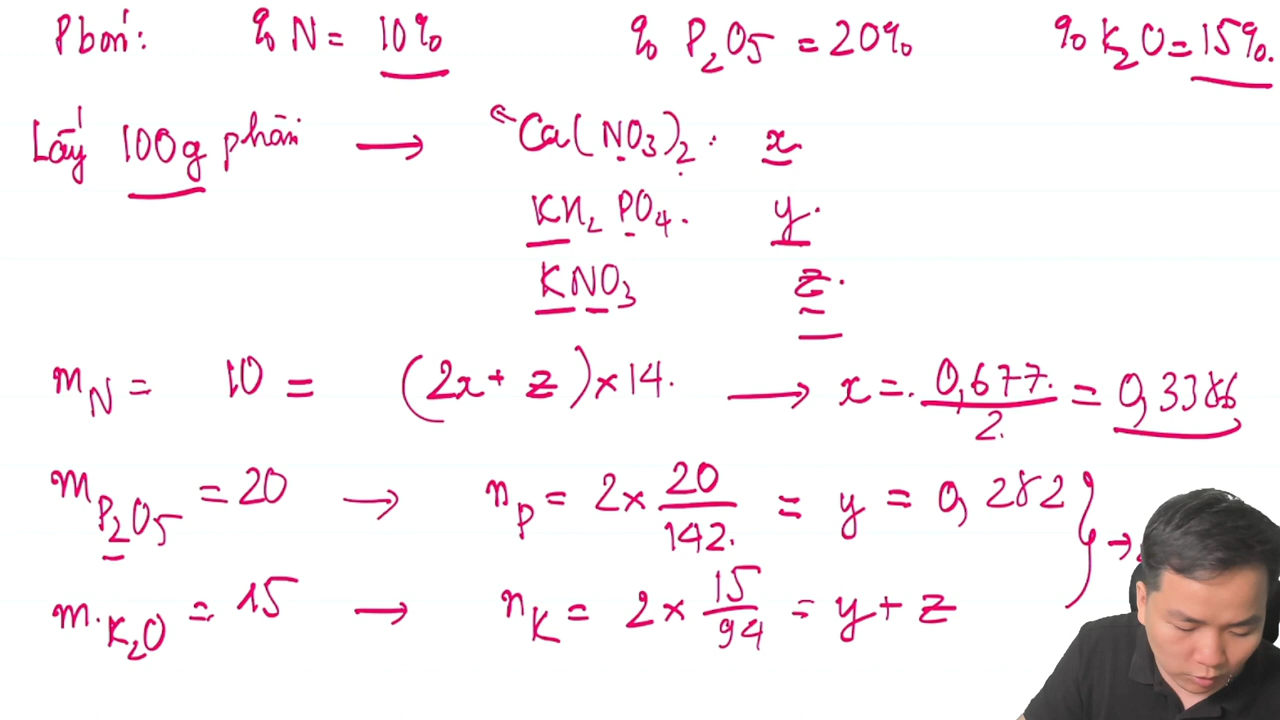 P bón: % N = 10% % P2O5 = 20% % K2O = 15%.
Lấy 100g phân → Ca(NO3)2. x
KH2PO4. y.
KNO3 z.
mN = 10 = (2x + z) × 14. → x = 0,677. / 2. = 0,3386
mP2O5 = 20 → nP = 2 × 20 / 142. = y = 0,282 } →
m.K2O = 15 → nK = 2 × 15 / 94 = y + z